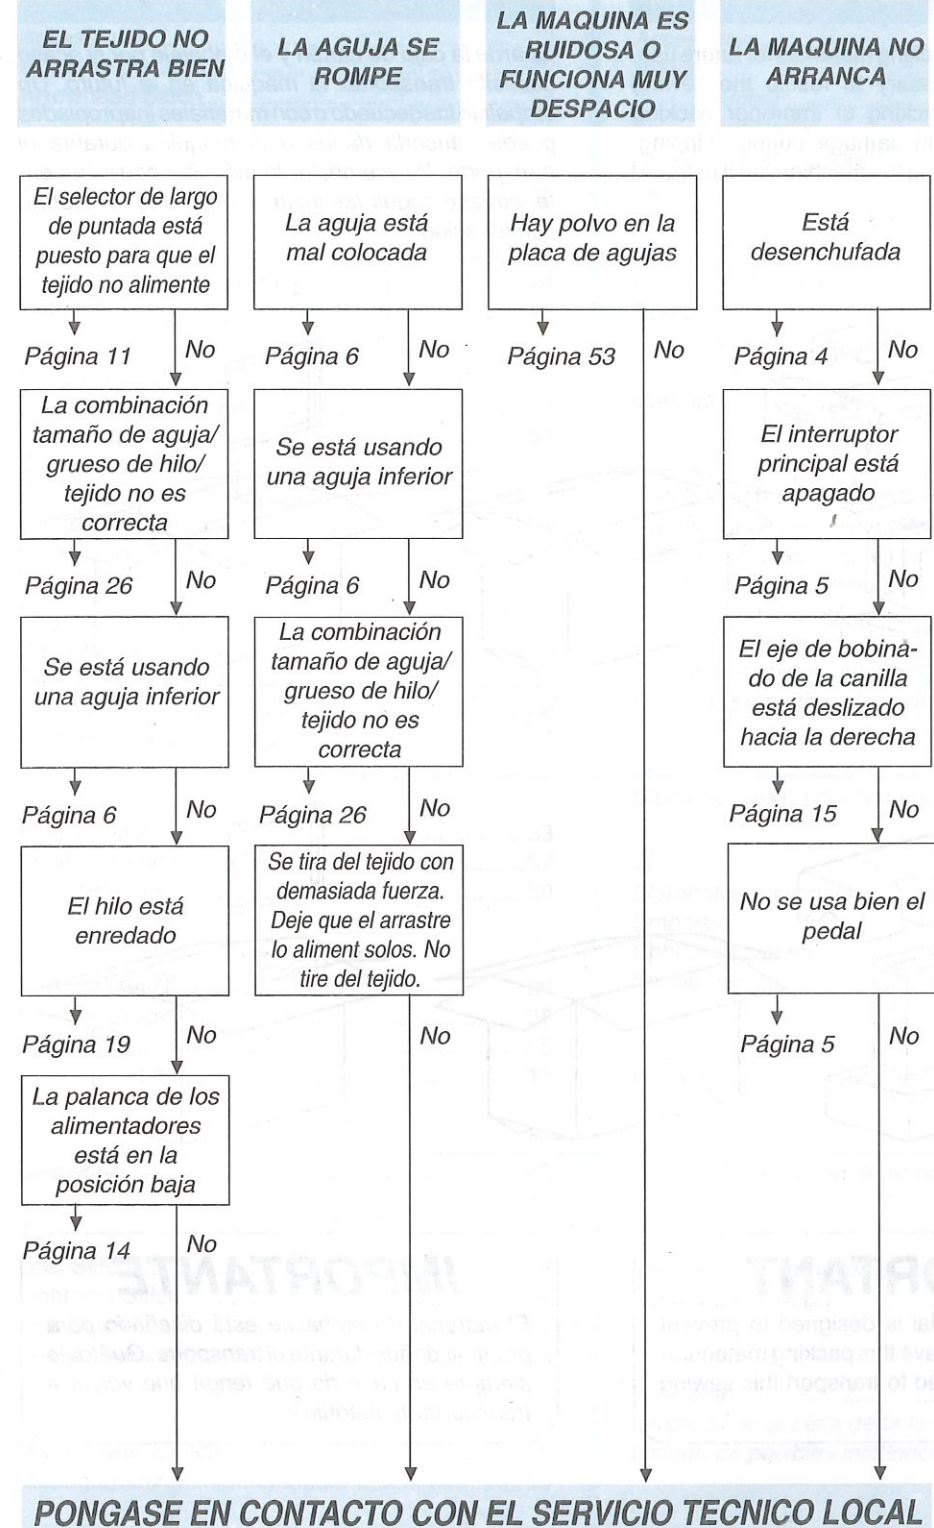 EL TEJIDO NO
ARRASTRA BIEN
El selector de largo
de puntada está
puesto para que el
tejido no alimente
Página 11
No
La combinación
tamaño de aguja/
grueso de hilo/
tejido no es
correcta
Página 26
No
Se está usando
una aguja inferior
Página 6
No
El hilo está
enredado
Página 19
No
La palanca de los
alimentadores
está en la
posición baja
Página 14
No
LA AGUJA SE
ROMPE
La aguja está
mal colocada
Página 6
No
Se está usando
una aguja inferior
Página 6
No
La combinación
tamaño de aguja/
grueso de hilo/
tejido no es
correcta
Página 26
No
Se tira del tejido con
demasiada fuerza.
Deje que el arrastre
lo aliment solos. No
tire del tejido.
No
LA MAQUINA ES
RUIDOSA O
FUNCIONA MUY
DESPACIO
Hay polvo en la
placa de agujas
Página 53
No
LA MAQUINA NO
ARRANCA
Está
desenchufada
Página 4
No
El interruptor
principal está
apagado
Página 5
No
El eje de bobina-
do de la canilla
está deslizado
hacia la derecha
Página 15
No
No se usa bien el
pedal
Página 5
No
PONGASE EN CONTACTO CON EL SERVICIO TECNICO LOCAL